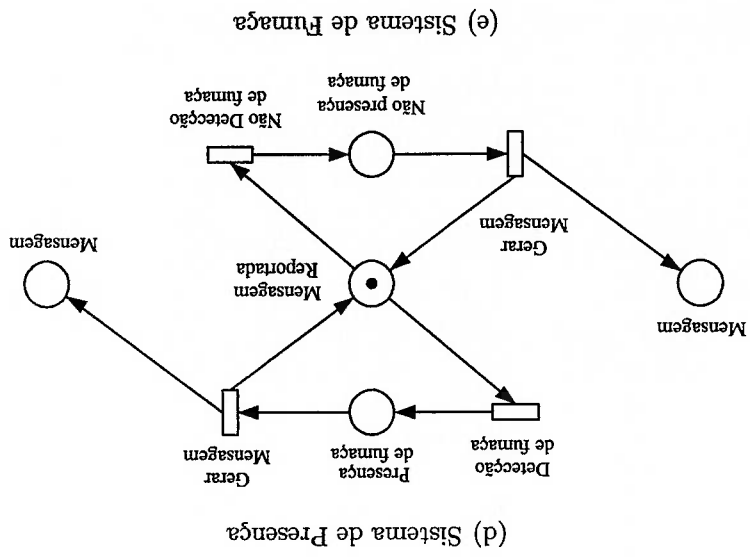 (d) Sistema de Presença
Detecção
de fumaça
Presença
de fumaça
Gerar
Mensagem
Mensagem
Mensagem
Reportada
Gerar
Mensagem
Mensagem
Não presença
de fumaça
Não Detecção
de fumaça
(e) Sistema de Fumaça